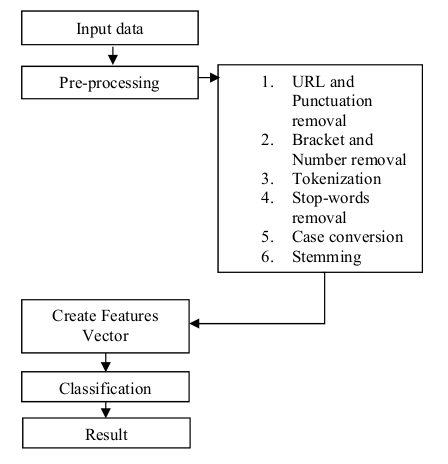 Input data
Pre-processing
1. URL and
Punctuation
removal
2. Bracket and
Number removal
3. Tokenization
4. Stop-words
removal
5. Case conversion
6. Stemming
Create Features
Vector
Classification
Result